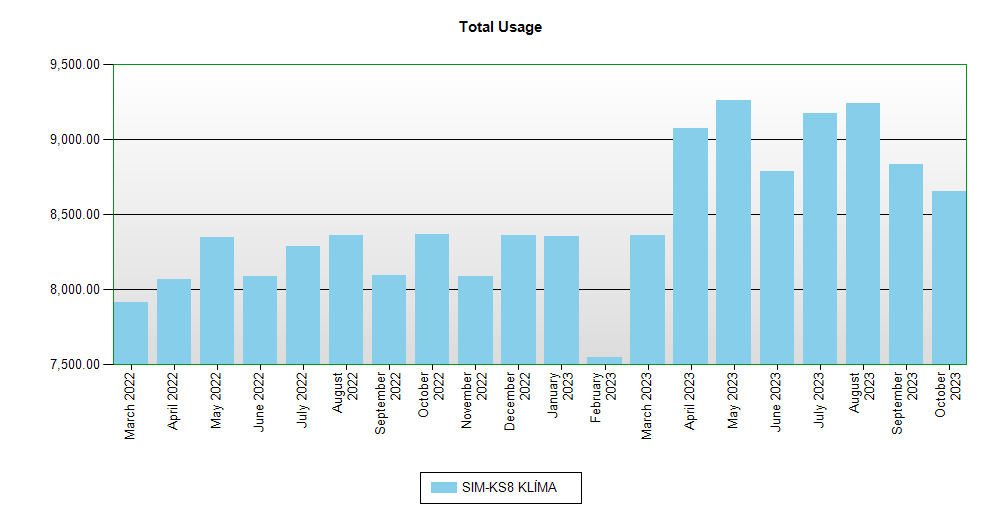 Total Usage
9,500.00
9,000.00
8,500.00
8,000.00
7,500.00
March 2022
April 2022
May 2022
June 2022
July 2022
August
2022
September
2022
October
2022
November
2022
December
2022
January
2023
February
2023
March 2023
April 2023
May 2023
June 2023
July 2023
August
2023
September
2023
October
2023
SIM-KS8 KLÍMA